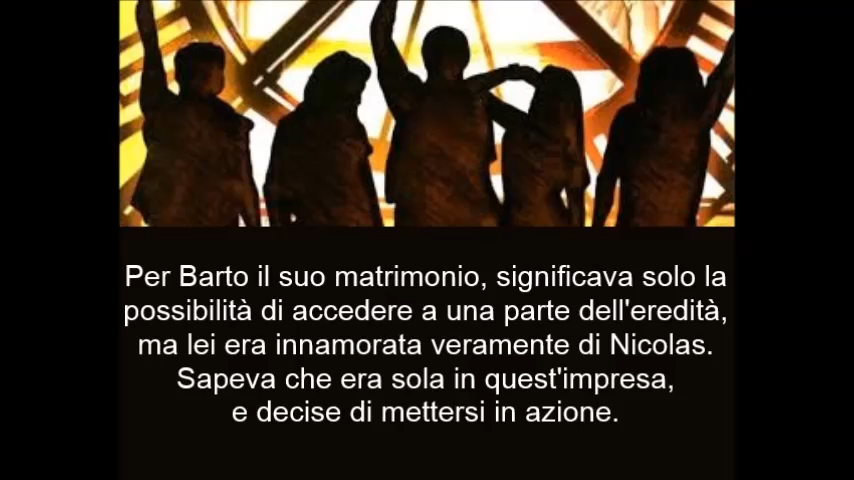 Per Barto il suo matrimonio, significava solo la
possibilità di accedere a una parte dell'eredità,
ma lei era innamorata veramente di Nicolas.
Sapeva che era sola in quest'impresa,
e decise di mettersi in azione.